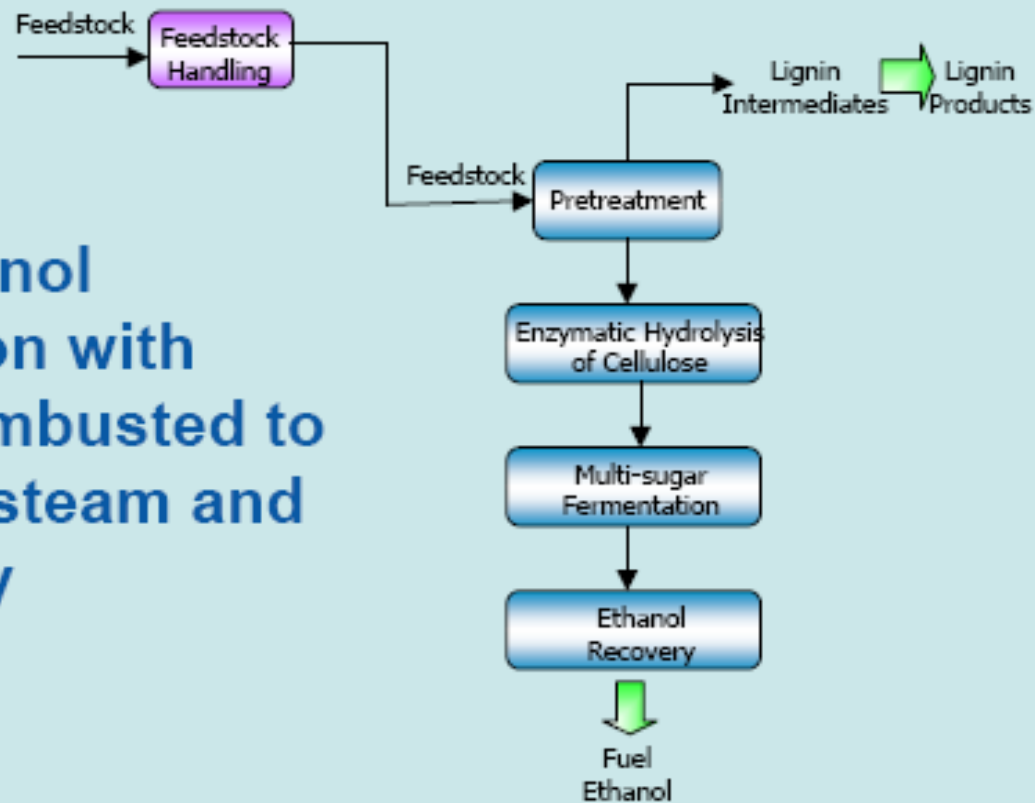 Feedstock
Feedstock
Handling
Lignin
Intermediates
Lignin
Products
Feedstock
Pretreatment
nol
on with
mbusted to
steam and
y
Enzymatic Hydrolysis
of Cellulose
Multi-sugar
Fermentation
Ethanol
Recovery
Fuel
Ethanol